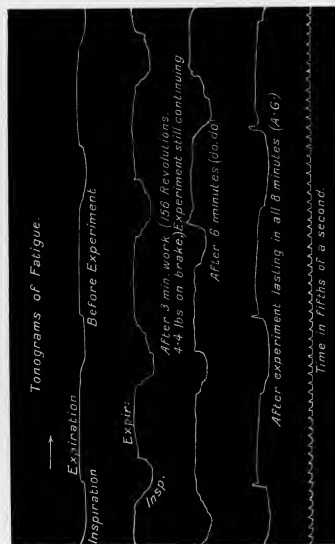 Tonograms of Fatigue.
Expiration
Inspiration
Before Experiment
Expir:
Insp.
After 3 min work (156 Revolutions.
4·4 lbs on brake) Experiment still continuing
After 6 minutes (do. do)
After experiment lasting in all 8 minutes (A·G·)
Time in fifths of a second.